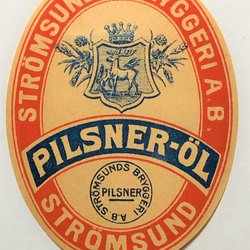 STRÖMSUNDS BRYGGERI A.B.
PILSNER-ÖL
STRÖMSUNDS BRYGGERI A.B
PILSNER
STRÖMSUND